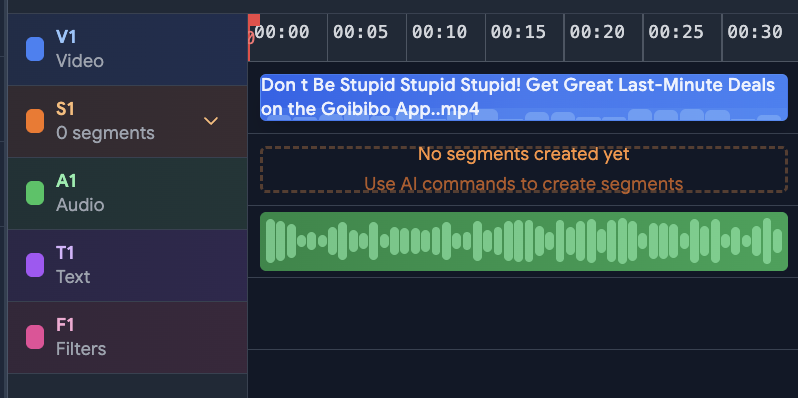 00:00 00:05 00:10 00:15 00:20 00:25 00:30
V1
Video
Don t Be Stupid Stupid Stupid! Get Great Last-Minute Deals
on the Goibibo App..mp4
S1
0 segments
No segments created yet
Use AI commands to create segments
A1
Audio
T1
Text
F1
Filters